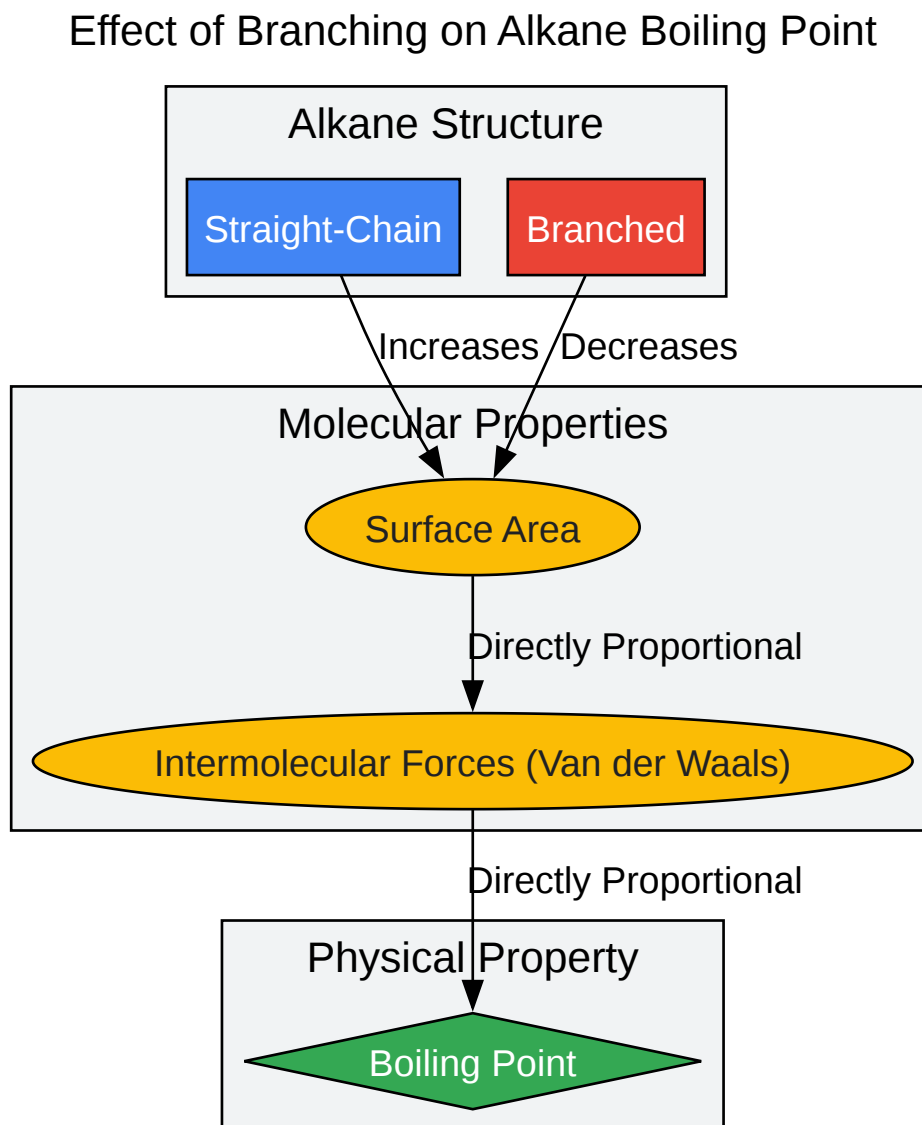 Effect of Branching on Alkane Boiling Point
Alkane Structure
Straight-Chain
Branched
Increases
Decreases
Molecular Properties
Surface Area
Directly Proportional
Intermolecular Forces (Van der Waals)
Directly Proportional
Physical Property
Boiling Point